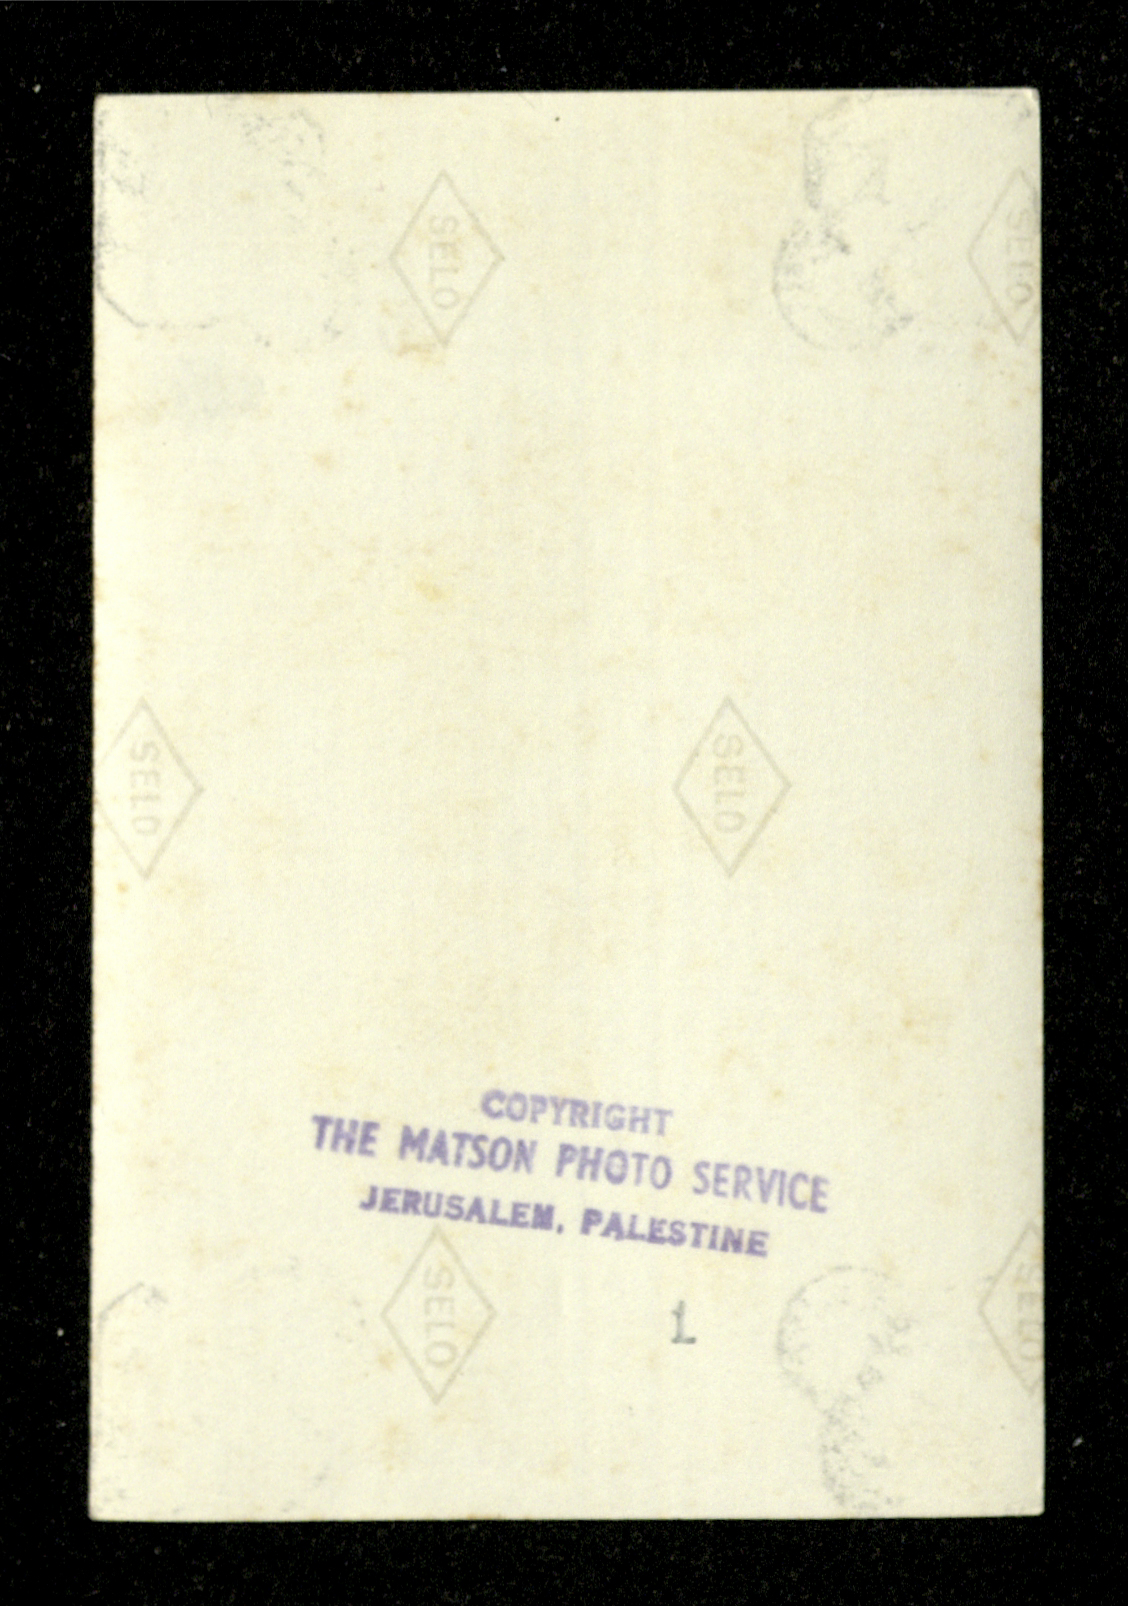 SELO
SELO
SELO
SELO
COPYRIGHT
THE MATSON PHOTO SERVICE
JERUSALEM, PALESTINE
SELO
SELO
1